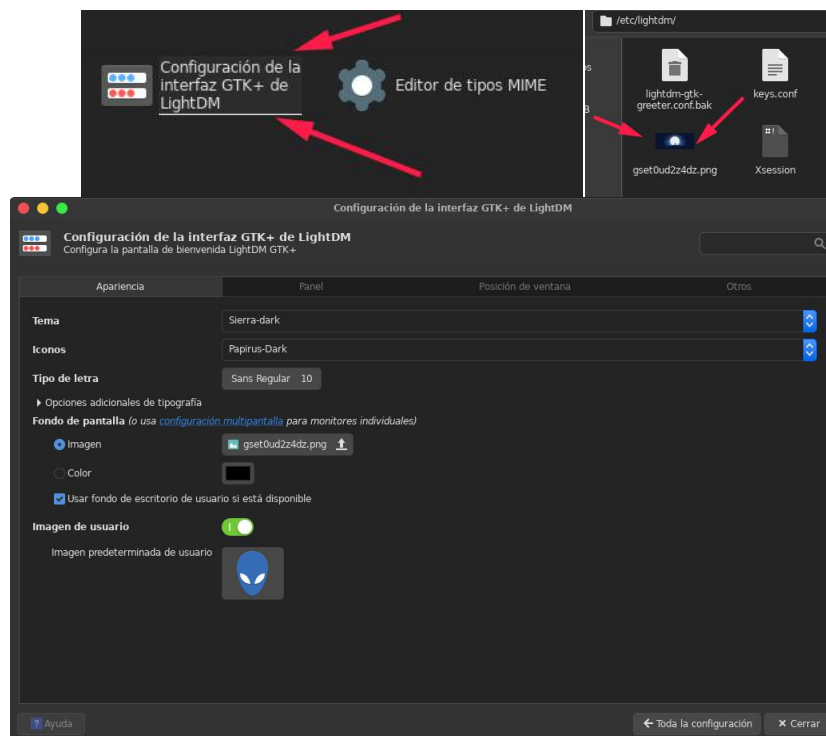 /etc/lightdm/
Configuración de la
interfaz GTK+ de
LightDM
Editor de tipos MIME
os
B
lightdm-gtk-
greeter.conf.bak
keys.conf
#!
gset0ud2z4dz.png
Xsession
Configuración de la interfaz GTK+ de LightDM
Configuración de la interfaz GTK+ de LightDM
Configura la pantalla de bienvenida LightDM GTK+
Apariencia Panel Posición de ventana Otros
Tema Sierra-dark
Iconos Papirus-Dark
Tipo de letra Sans Regular 10
Opciones adicionales de tipografía
Fondo de pantalla (o usa configuración multipantalla para monitores individuales)
Imagen gset0ud2z4dz.png
Color
Usar fondo de escritorio de usuario si está disponible
Imagen de usuario
Imagen predeterminada de usuario
? Ayuda Toda la configuración Cerrar